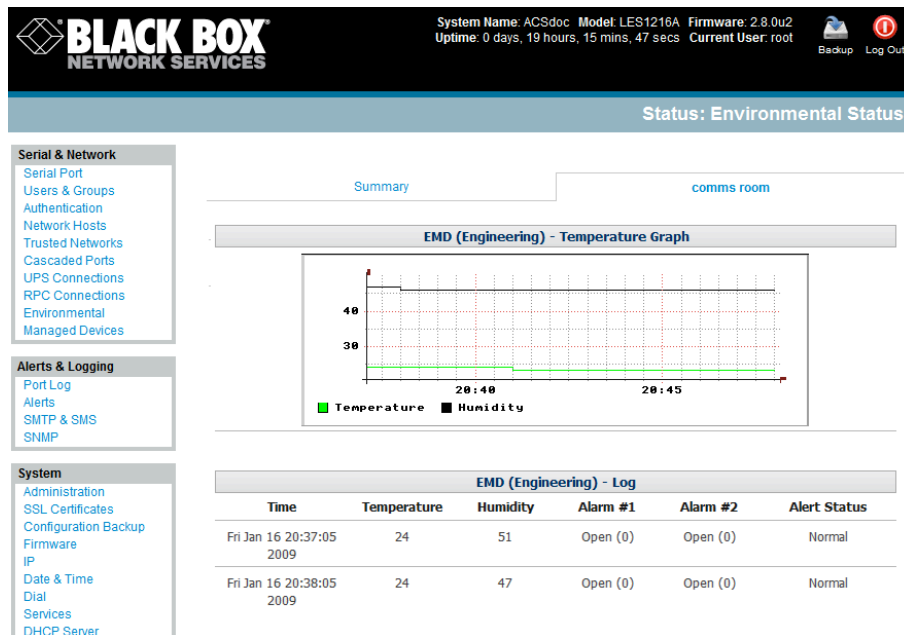 BLACK BOX
NETWORK SERVICES
System Name: ACSdoc Model: LES1216A Firmware: 2.8.0u2
Uptime: 0 days, 19 hours, 15 mins, 47 secs Current User: root
Backup
Log Out
Status: Environmental Status
Serial & Network
Serial Port
Users & Groups
Authentication
Network Hosts
Trusted Networks
Cascaded Ports
UPS Connections
RPC Connections
Environmental
Managed Devices
Alerts & Logging
Port Log
Alerts
SMTP & SMS
SNMP
System
Administration
SSL Certificates
Configuration Backup
Firmware
IP
Date & Time
Dial
Services
DHCP Server
Summary
comms room
EMD (Engineering) - Temperature Graph
40
30
20:40 20:45
Temperature Humidity
EMD (Engineering) - Log
Time Temperature Humidity Alarm #1 Alarm #2 Alert Status
Fri Jan 16 20:37:05 24 51 Open (0) Open (0) Normal
2009
Fri Jan 16 20:38:05 24 47 Open (0) Open (0) Normal
2009